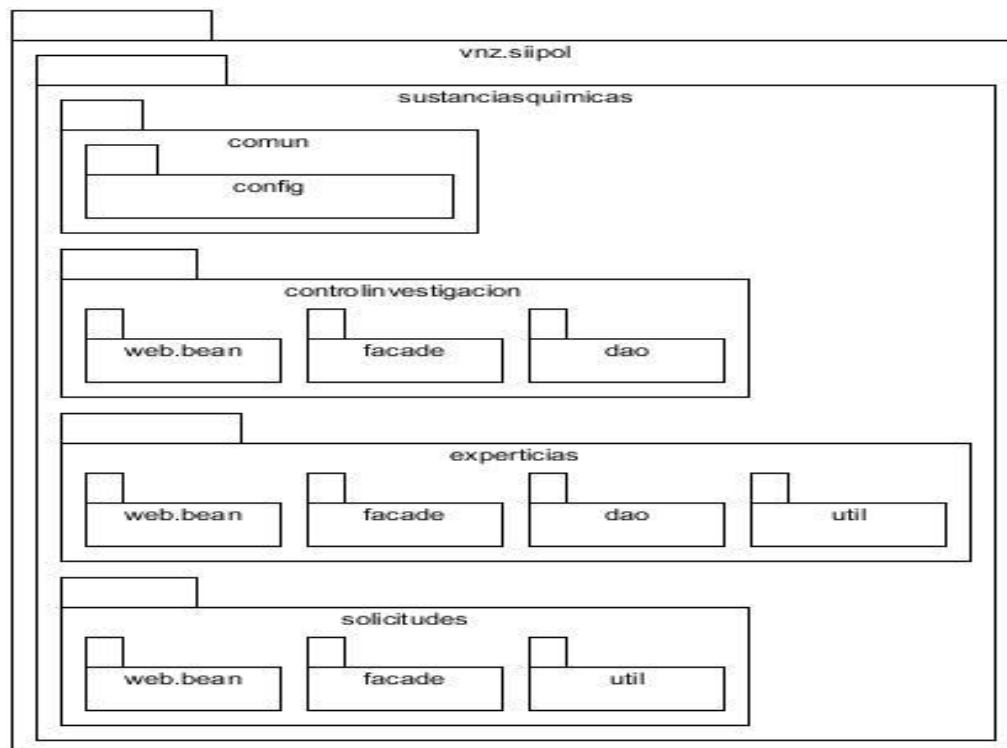 vnz.siipol
sustanciasquimicas
comun
config
controlinvestigacion
web.bean facade dao
experticias
web.bean facade dao util
solicitudes
web.bean facade util